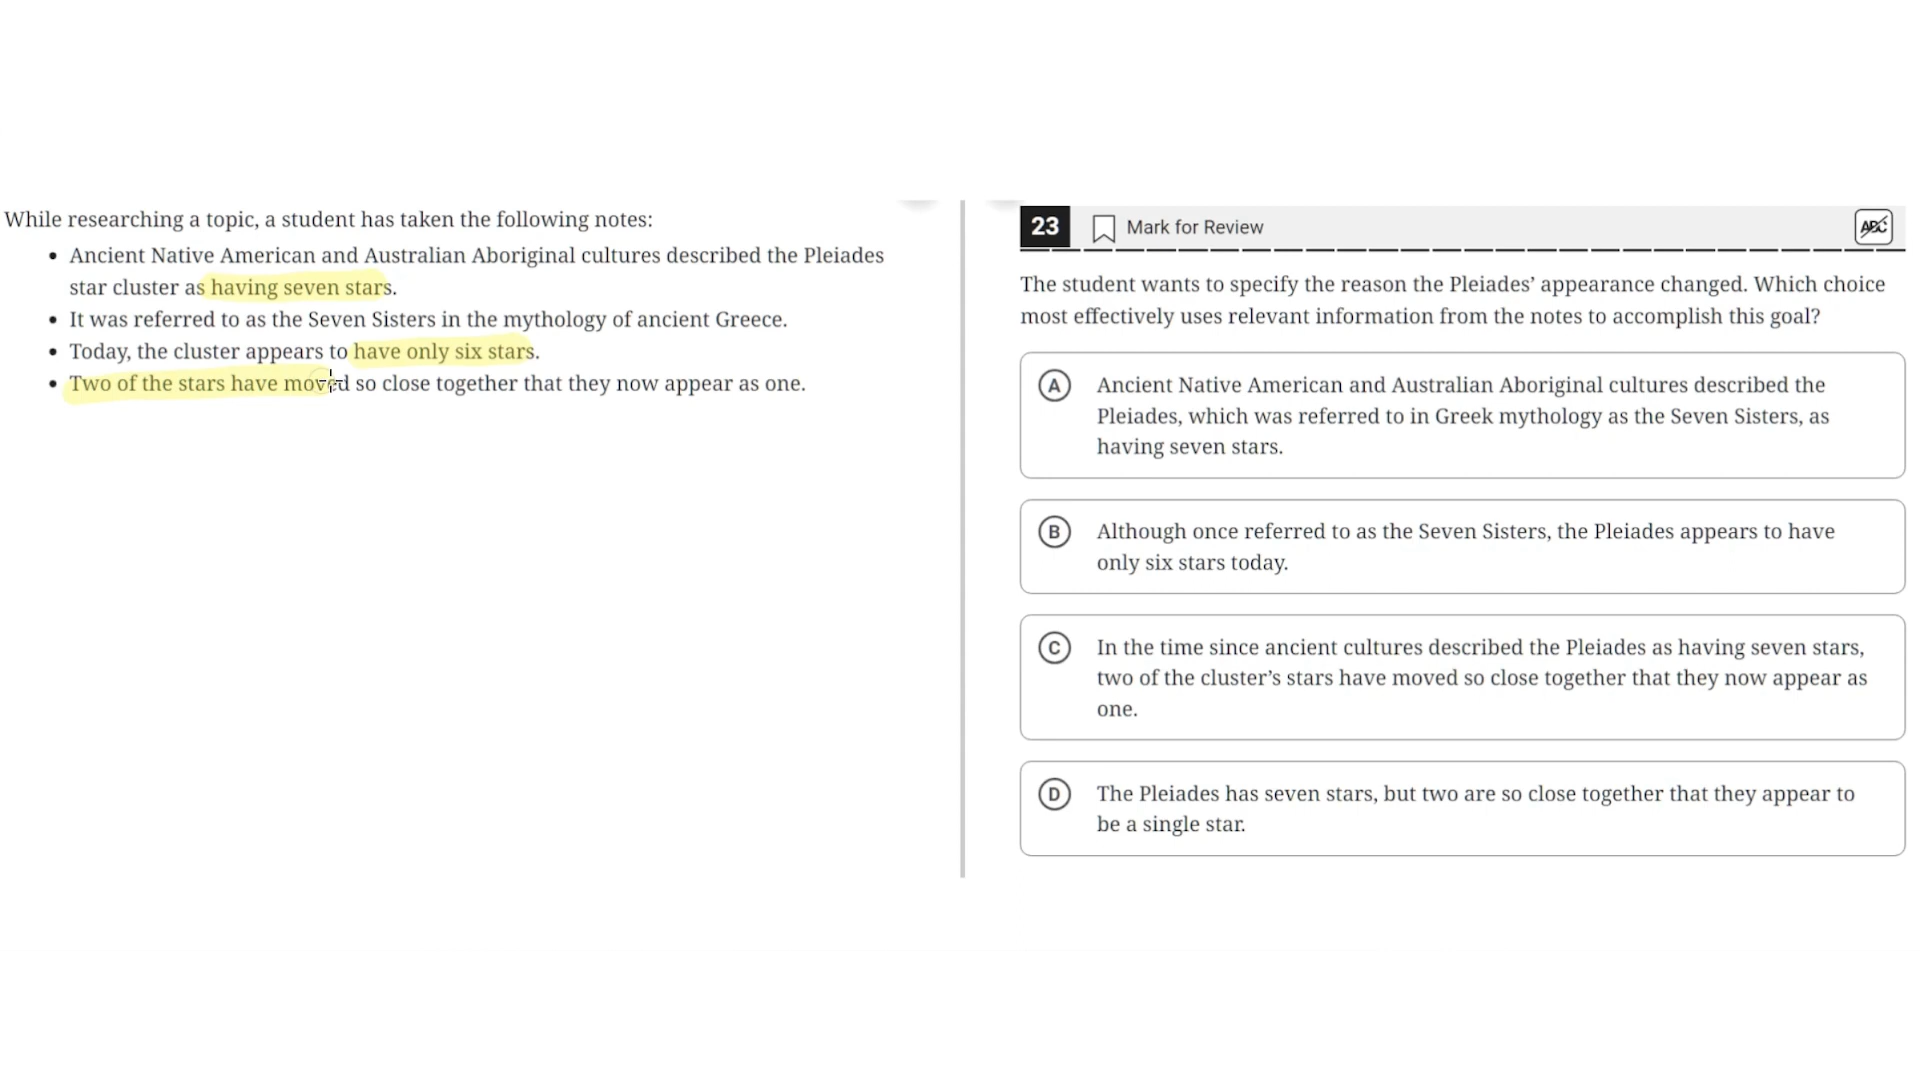 While researching a topic, a student has taken the following notes:
• Ancient Native American and Australian Aboriginal cultures described the Pleiades
star cluster as having seven stars.
• It was referred to as the Seven Sisters in the mythology of ancient Greece.
• Today, the cluster appears to have only six stars.
• Two of the stars have moved so close together that they now appear as one.
23 Mark for Review ABC
The student wants to specify the reason the Pleiades’ appearance changed. Which choice
most effectively uses relevant information from the notes to accomplish this goal?
A Ancient Native American and Australian Aboriginal cultures described the
Pleiades, which was referred to in Greek mythology as the Seven Sisters, as
having seven stars.
B Although once referred to as the Seven Sisters, the Pleiades appears to have
only six stars today.
C In the time since ancient cultures described the Pleiades as having seven stars,
two of the cluster’s stars have moved so close together that they now appear as
one.
D The Pleiades has seven stars, but two are so close together that they appear to
be a single star.